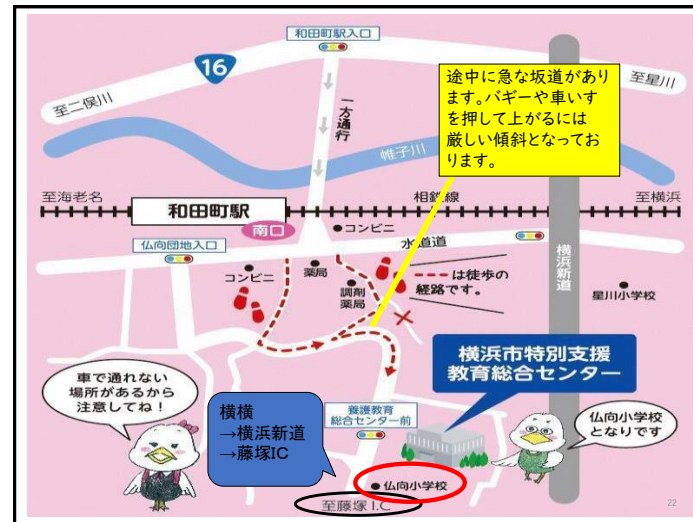 和田町駅入口
16
至二俣川
至星川
途中に急な坂道があり
ます。バギーや車いす
を押して上がるには
厳しい傾斜となってお
ります。
一方通行
帷子川
至海老名
相鉄線
至横浜
和田町駅
南口
コンビニ
仏向団地入口
水道道
横浜新道
コンビニ
薬局
調剤
薬局
は徒歩の
経路です。
星川小学校
横浜市特別支援
教育総合センター
車で通れない
場所があるから
注意してね!
横横
→横浜新道
→藤塚IC
養護教育
総合センター前
仏向小学校
となりです
仏向小学校
至藤塚I.C
22